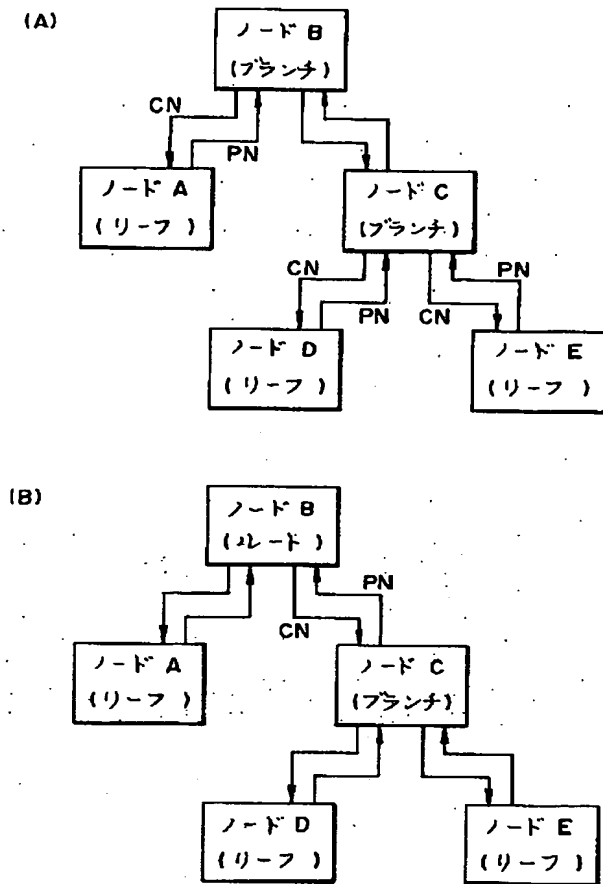 (A)
ノード B
(ブランチ)
CN
PN
ノード A
(リーフ)
ノード C
(ブランチ)
CN
PN
PN
CN
ノード D
(リーフ)
ノード E
(リーフ)
(B)
ノード B
(ルード)
PN
CN
ノード A
(リーフ)
ノード C
(ブランチ)
ノード D
(リーフ)
ノード E
(リーフ)